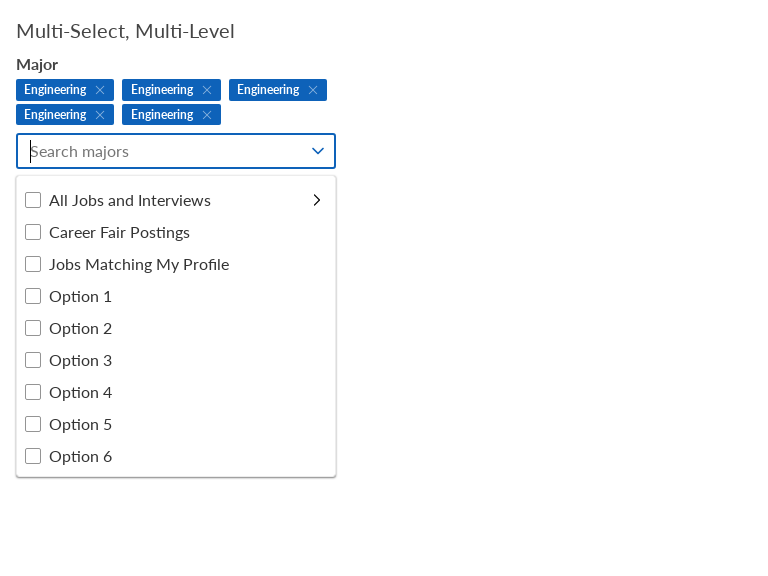 Multi-Select, Multi-Level
Major
Engineering Engineering Engineering
Engineering Engineering
Search majors
All Jobs and Interviews
Career Fair Postings
Jobs Matching My Profile
Option 1
Option 2
Option 3
Option 4
Option 5
Option 6